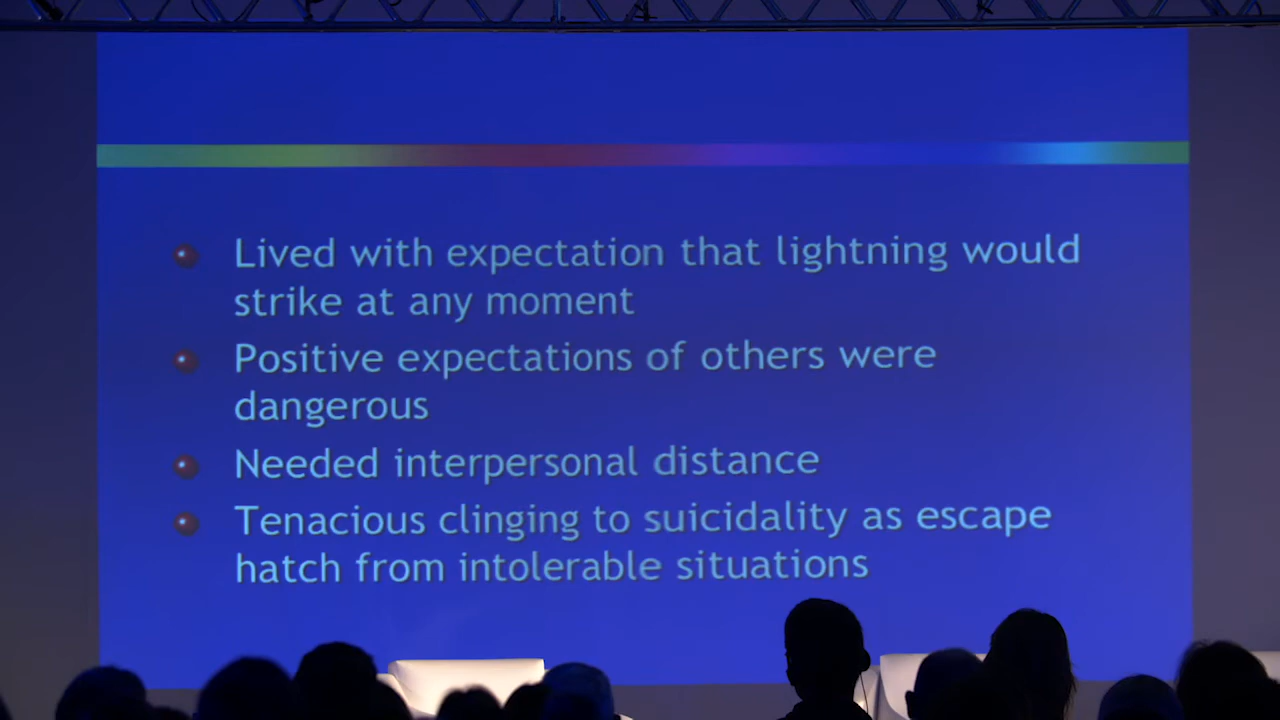 Lived with expectation that lightning would
strike at any moment
Positive expectations of others were
dangerous
Needed interpersonal distance
Tenacious clinging to suicidality as escape
hatch from intolerable situations